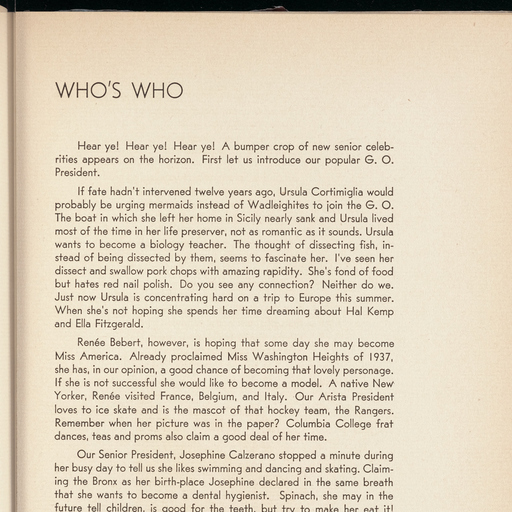 WHO'S WHO
Hear ye! Hear ye! Hear ye! A bumper crop of new senior celeb-
rities appears on the horizon. First let us introduce our popular G. O.
President.
If fate hadn't intervened twelve years ago, Ursula Cortimiglia would
probably be urging mermaids instead of Wadleighites to join the G. O.
The boat in which she left her home in Sicily nearly sank and Ursula lived
most of the time in her life preserver, not as romantic as it sounds. Ursula
wants to become a biology teacher. The thought of dissecting fish, in-
stead of being dissected by them, seems to fascinate her. I've seen her
dissect and swallow pork chops with amazing rapidity. She's fond of food
but hates red nail polish. Do you see any connection? Neither do we.
Just now Ursula is concentrating hard on a trip to Europe this summer.
When she's not hoping she spends her time dreaming about Hal Kemp
and Ella Fitzgerald.
Renée Bebert, however, is hoping that some day she may become
Miss America. Already proclaimed Miss Washington Heights of 1937,
she has, in our opinion, a good chance of becoming that lovely personage.
If she is not successful she would like to become a model. A native New
Yorker, Renée visited France, Belgium, and Italy. Our Arista President
loves to ice skate and is the mascot of that hockey team, the Rangers.
Remember when her picture was in the paper? Columbia College frat
dances, teas and proms also claim a good deal of her time.
Our Senior President, Josephine Calzerano stopped a minute during
her busy day to tell us she likes swimming and dancing and skating. Claim-
ing the Bronx as her birth-place Josephine declared in the same breath
that she wants to become a dental hygienist. Spinach, she may in the
future tell children, is good for the teeth, but try to make her eat it!